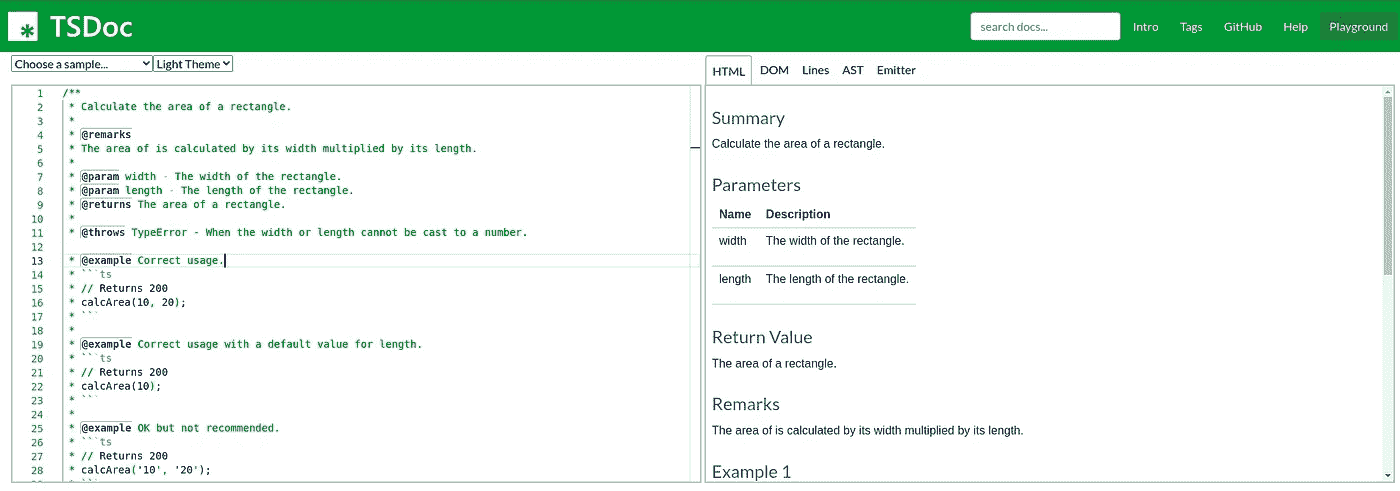 TSDoc
search docs...
Intro
Tags
GitHub
Help
Playground
Choose a sample...
Light Theme
1 /**
2 * Calculate the area of a rectangle.
3 *
4 * @remarks
5 * The area of is calculated by its width multiplied by its length.
6 *
7 * @param width - The width of the rectangle.
8 * @param length - The length of the rectangle.
9 * @returns The area of a rectangle.
10 *
11 * @throws TypeError - When the width or length cannot be cast to a number.
12
13 * @example Correct usage.
14 * ```ts
15 * // Returns 200
16 * calcArea(10, 20);
17 * ```
18 *
19 * @example Correct usage with a default value for length.
20 * ```ts
21 * // Returns 200
22 * calcArea(10);
23 * ```
24 *
25 * @example OK but not recommended.
26 * ```ts
27 * // Returns 200
28 * calcArea('10', '20');
HTML
DOM
Lines
AST
Emitter
Summary
Calculate the area of a rectangle.
Parameters
Name Description
width The width of the rectangle.
length The length of the rectangle.
Return Value
The area of a rectangle.
Remarks
The area of is calculated by its width multiplied by its length.
Example 1